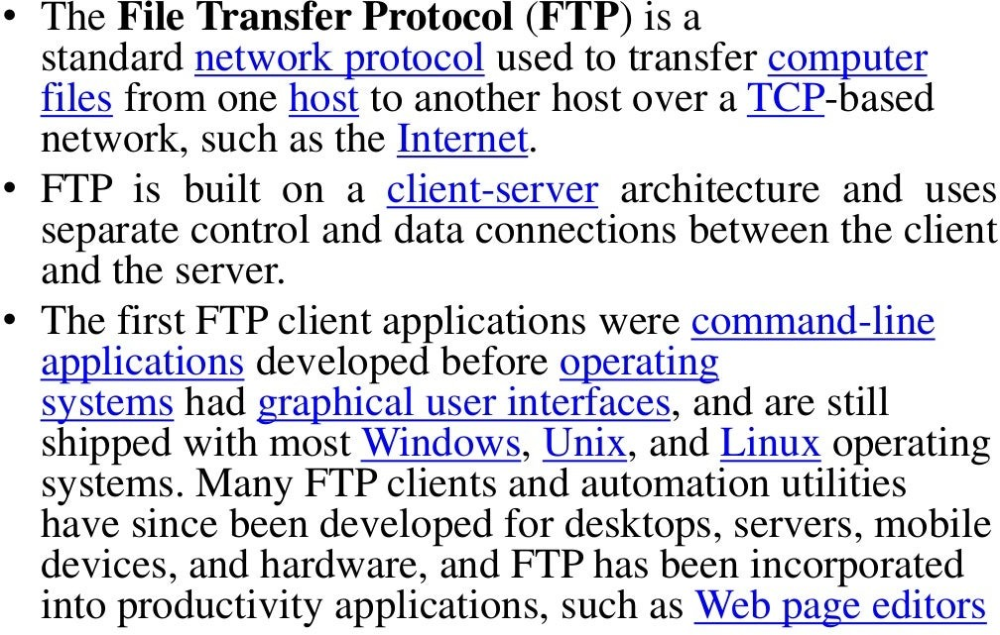 • The File Transfer Protocol (FTP) is a
standard network protocol used to transfer computer
files from one host to another host over a TCP-based
network, such as the Internet.
• FTP is built on a client-server architecture and uses
separate control and data connections between the client
and the server.
• The first FTP client applications were command-line
applications developed before operating
systems had graphical user interfaces, and are still
shipped with most Windows, Unix, and Linux operating
systems. Many FTP clients and automation utilities
have since been developed for desktops, servers, mobile
devices, and hardware, and FTP has been incorporated
into productivity applications, such as Web page editors